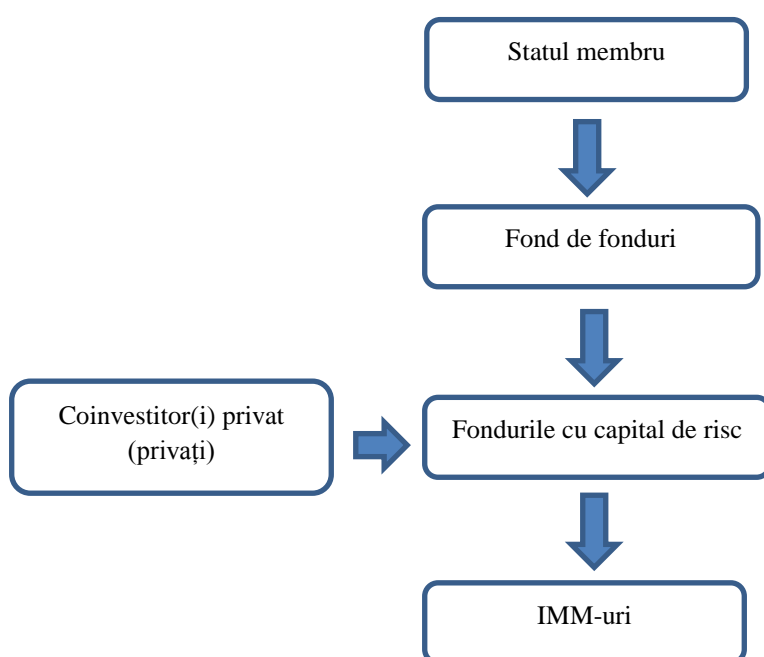 Statul membru
Fond de fonduri
Coinvestitor(i) privat
(privați)
Fondurile cu capital de risc
IMM-uri